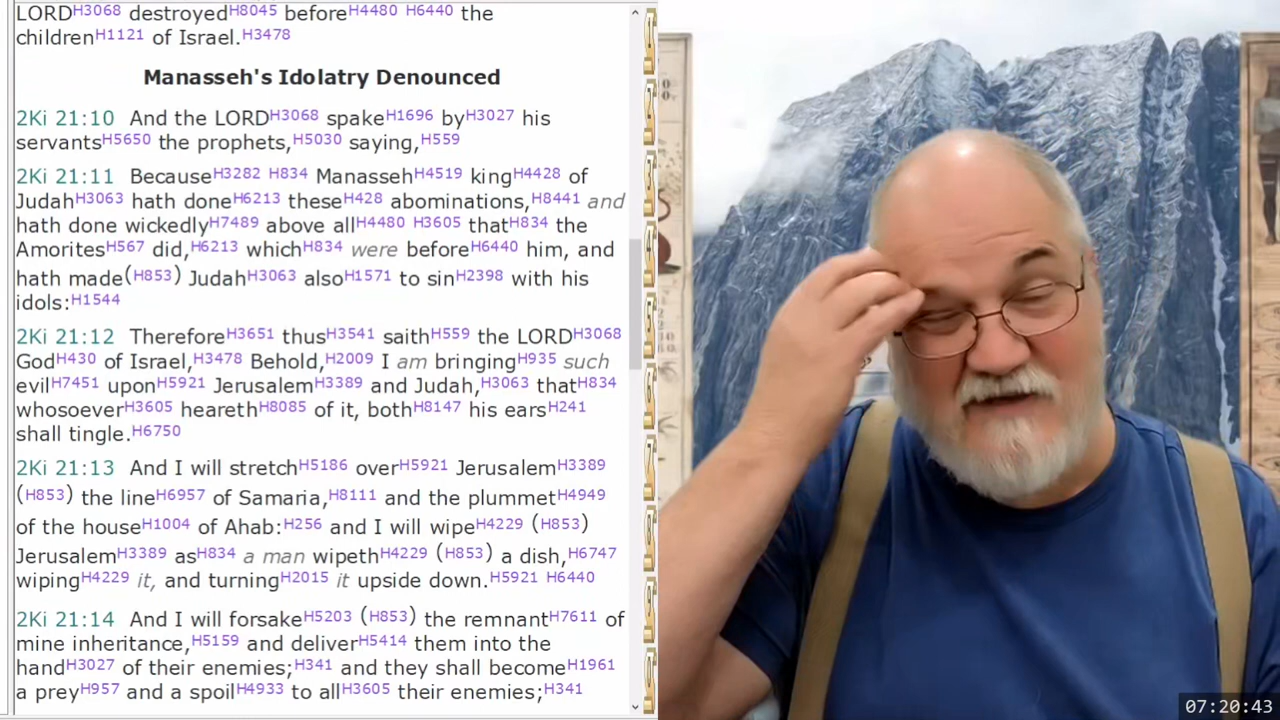 LORDH3068 destroyedH8045 beforeH4480 H6440 the
childrenH1121 of Israel.H3478
Manasseh's Idolatry Denounced
2Ki 21:10 And the LORDH3068 spakeH1696 byH3027 his
servantsH5650 the prophets,H5030 saying,H559
2Ki 21:11 BecauseH3282 H834 ManassehH4519 kingH4428 of
JudahH3063 hath doneH6213 theseH428 abominations,H8441 and
hath done wickedlyH7489 above allH4480 H3605 thatH834 the
AmoritesH567 did,H6213 whichH834 were beforeH6440 him, and
hath made(H853) JudahH3063 alsoH1571 to sinH2398 with his
idols:H1544
2Ki 21:12 ThereforeH3651 thusH3541 saithH559 the LORDH3068
GodH430 of Israel,H3478 Behold,H2009 I am bringingH935 such
evilH7451 uponH5921 JerusalemH3389 and Judah,H3063 thatH834
whosoeverH3605 hearethH8085 of it, bothH8147 his earsH241
shall tingle.H6750
2Ki 21:13 And I will stretchH5186 overH5921 JerusalemH3389
(H853) the lineH6957 of Samaria,H8111 and the plummetH4949
of the houseH1004 of Ahab:H256 and I will wipeH4229 (H853)
JerusalemH3389 asH834 a man wipethH4229 (H853) a dish,H6747
wipingH4229 it, and turningH2015 it upside down.H5921 H6440
2Ki 21:14 And I will forsakeH5203 (H853) the remnantH7611 of
mine inheritance,H5159 and deliverH5414 them into the
handH3027 of their enemies;H341 and they shall becomeH1961
a preyH957 and a spoilH4933 to allH3605 their enemies;H341
07:20:43